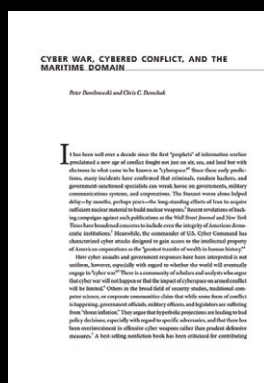 CYBER WAR, CYBERED CONFLICT, AND THE
MARITIME DOMAIN
Peter Dombrowski and Chris C. Demchak
It has been well over a decade since the first "prophets" of information warfare
proclaimed a new age of conflict fought not just on air, sea, and land but with
electrons in what came to be known as "cyberspace." Since these early predic-
tions, many incidents have confirmed that criminals, random hackers, and
government-sanctioned specialists can wreak havoc on governments, military
communications systems, and corporations. The Stuxnet worm alone helped
delay—by months, perhaps years—the long-standing efforts of Iran to acquire
sufficient nuclear material to build nuclear weapons. Recent revelations of hack-
ing campaigns against such publications as the Wall Street Journal and New York
Times have broadened concerns to include even the integrity of American demo-
cratic institutions. Meanwhile, the commander of U.S. Cyber Command has
characterized cyber attacks designed to gain access to the intellectual property
of American corporations as the "greatest transfer of wealth in human history."
How cyber assaults and government responses have been interpreted is not
uniform, however, especially with regard to whether the world will eventually
engage in "cyber war." There is a community of scholars and analysts who argue
that cyber war will not happen or that the impact of cyberspace on armed conflict
will be limited. Others in the broad field of security studies, traditional com-
puter science, or corporate communities claim that while some form of conflict
is happening, government officials, military officers, and legislators are suffering
from "threat inflation." They argue that hyperbolic projections are leading to bad
policy decisions, especially with regard to specific adversaries, and that there has
been overinvestment in offensive cyber weapons rather than prudent defensive
measures. A best-selling nonfiction book has been criticized for contributing